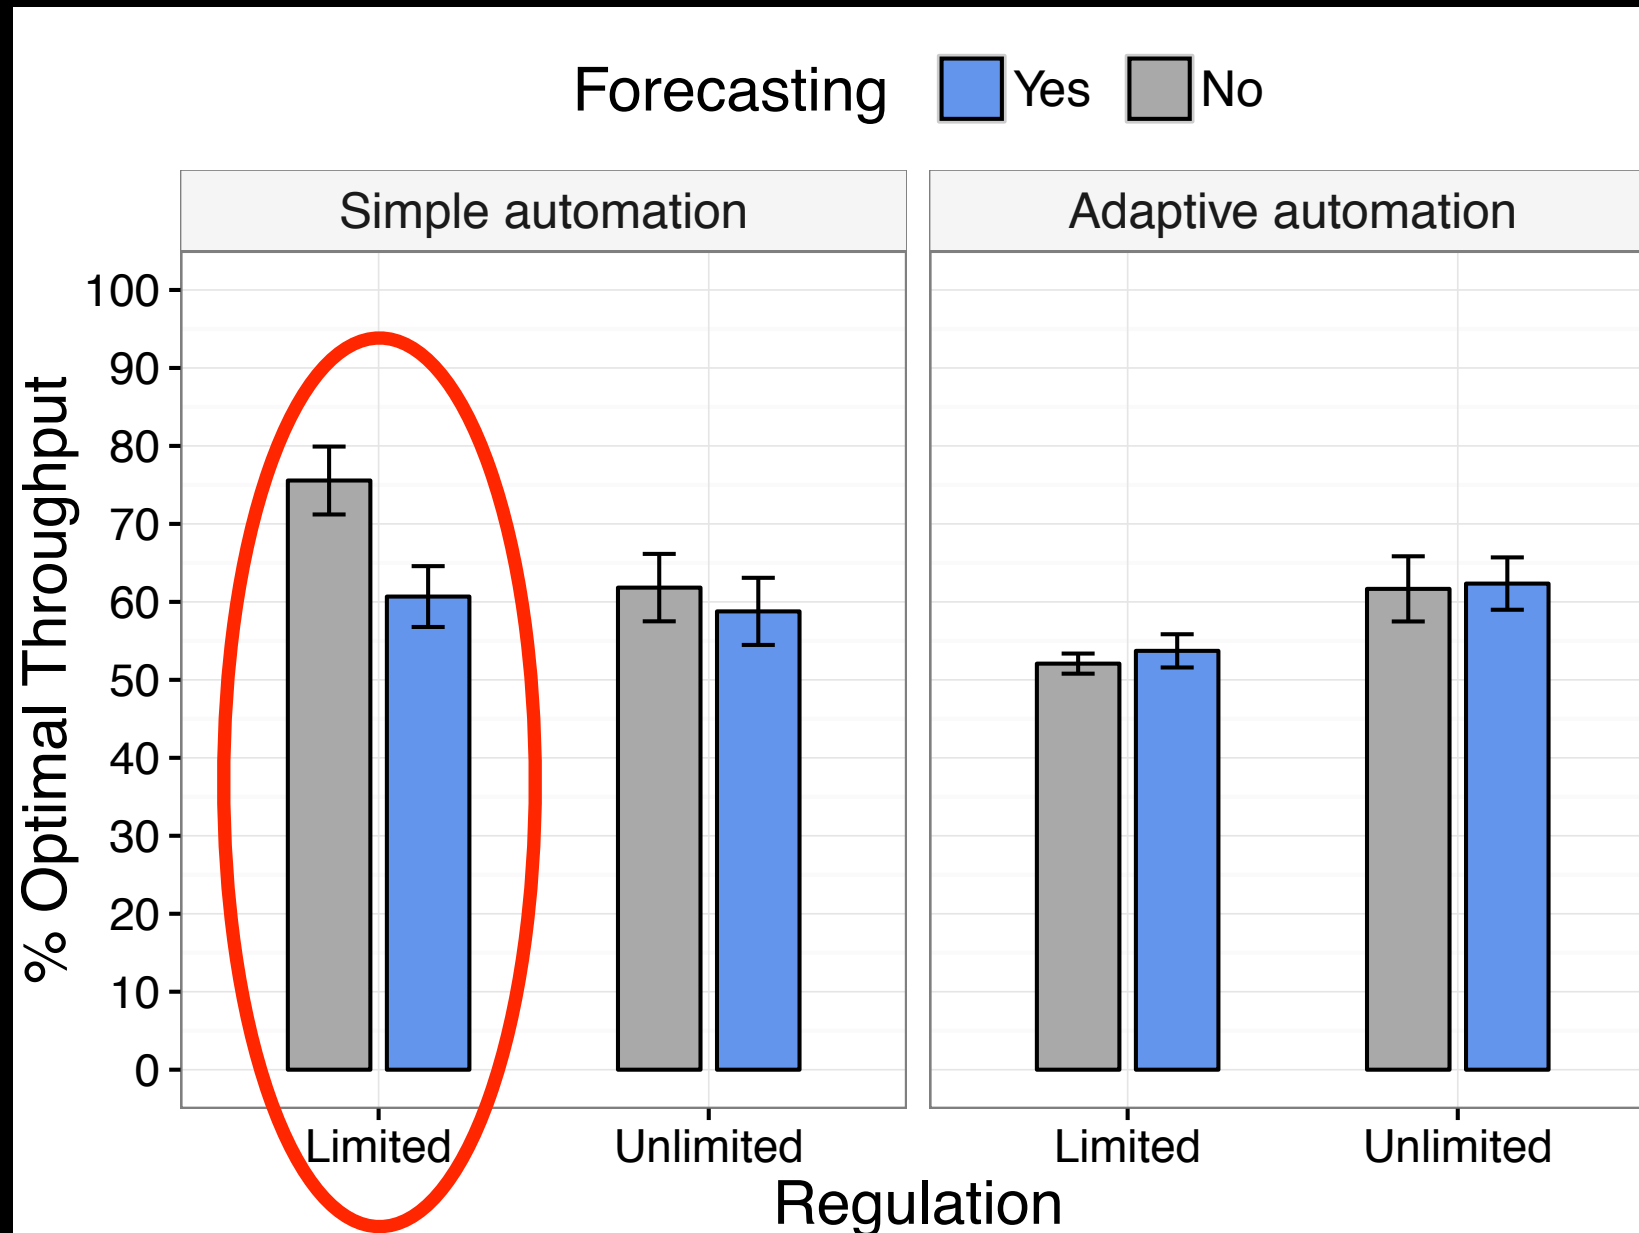 Forecasting Yes No
Simple automation
Adaptive automation
% Optimal Throughput
100
90
80
70
60
50
40
30
20
10
0
Limited Unlimited
Limited Unlimited
Regulation